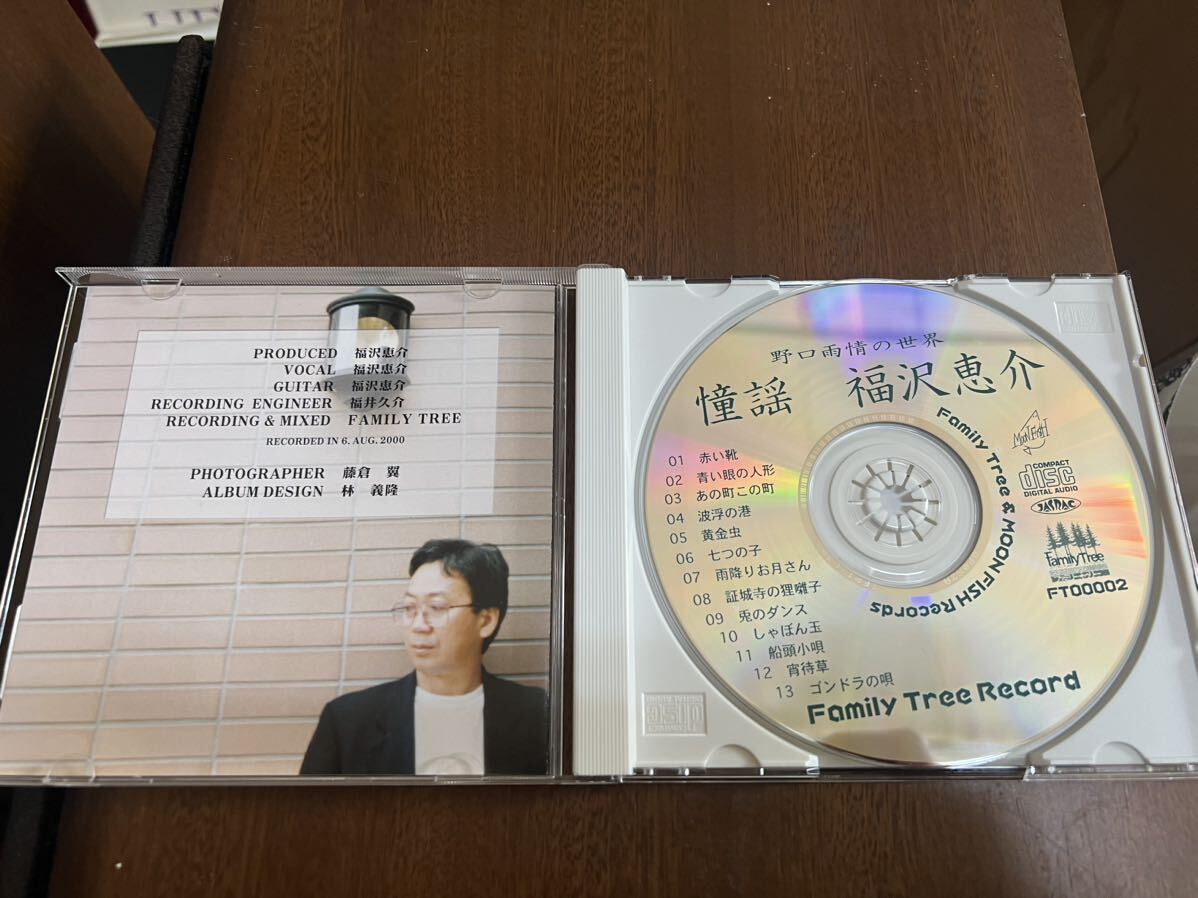 PRODUCED 福沢恵介
VOCAL 福沢恵介
GUITAR 福沢恵介
RECORDING ENGINEER 福井久介
RECORDING & MIXED FAMILY TREE
RECORDED IN 6. AUG. 2000
PHOTOGRAPHER 藤倉 翼
ALBUM DESIGN 林 義隆
野口雨情の世界
憧謡 福沢恵介
01 赤い靴
02 青い眼の人形
03 あの町この町
04 波浮の港
05 黄金虫
06 七つの子
07 雨降りお月さん
08 証城寺の狸囃子
09 兎のダンス
10 しゃぼん玉
11 船頭小唄
12 宵待草
13 ゴンドラの唄
Family Tree & MOON FISH Records
MOON FISH
COMPACT
disc
DIGITAL AUDIO
JASRAC
Family Tree
FT00002
Family Tree Record